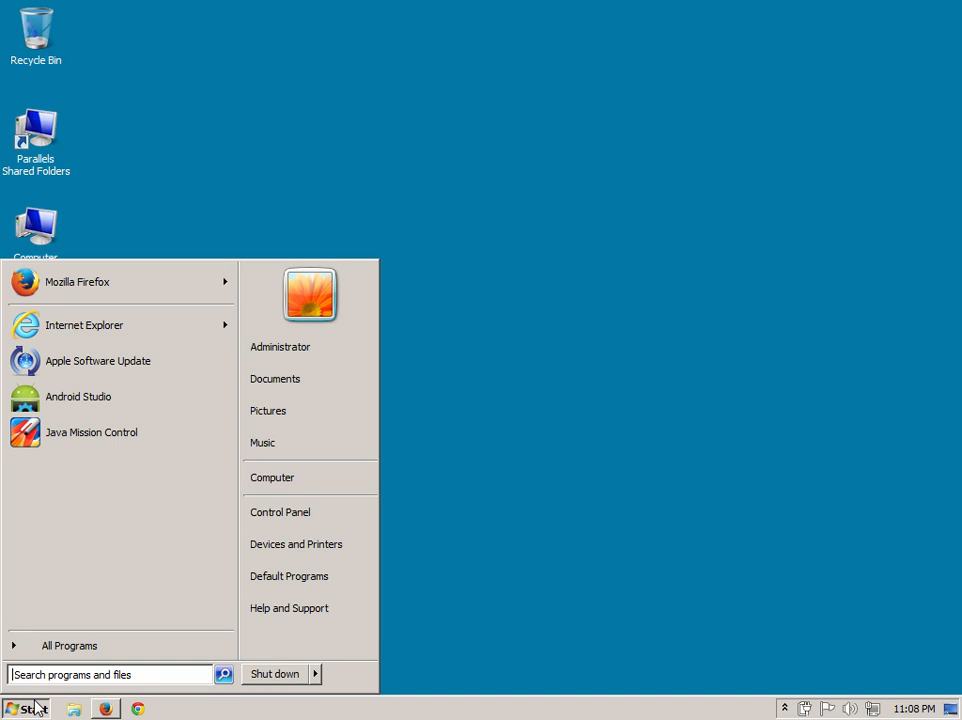 Recycle Bin
Parallels
Shared Folders
Computer
Mozilla Firefox
Internet Explorer
Apple Software Update
Android Studio
Java Mission Control
All Programs
Search programs and files
Administrator
Documents
Pictures
Music
Computer
Control Panel
Devices and Printers
Default Programs
Help and Support
Shut down
Start
11:08 PM